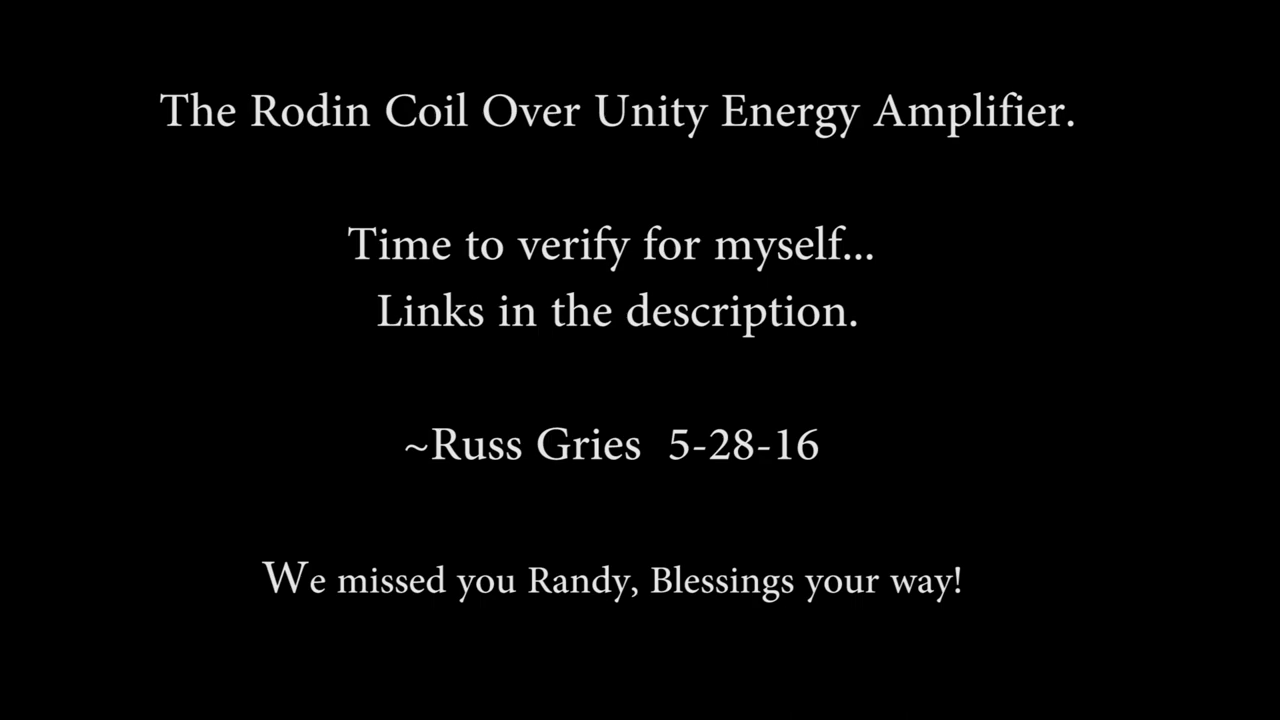 The Rodin Coil Over Unity Energy Amplifier.
Time to verify for myself...
Links in the description.
~Russ Gries 5-28-16
We missed you Randy, Blessings your way!